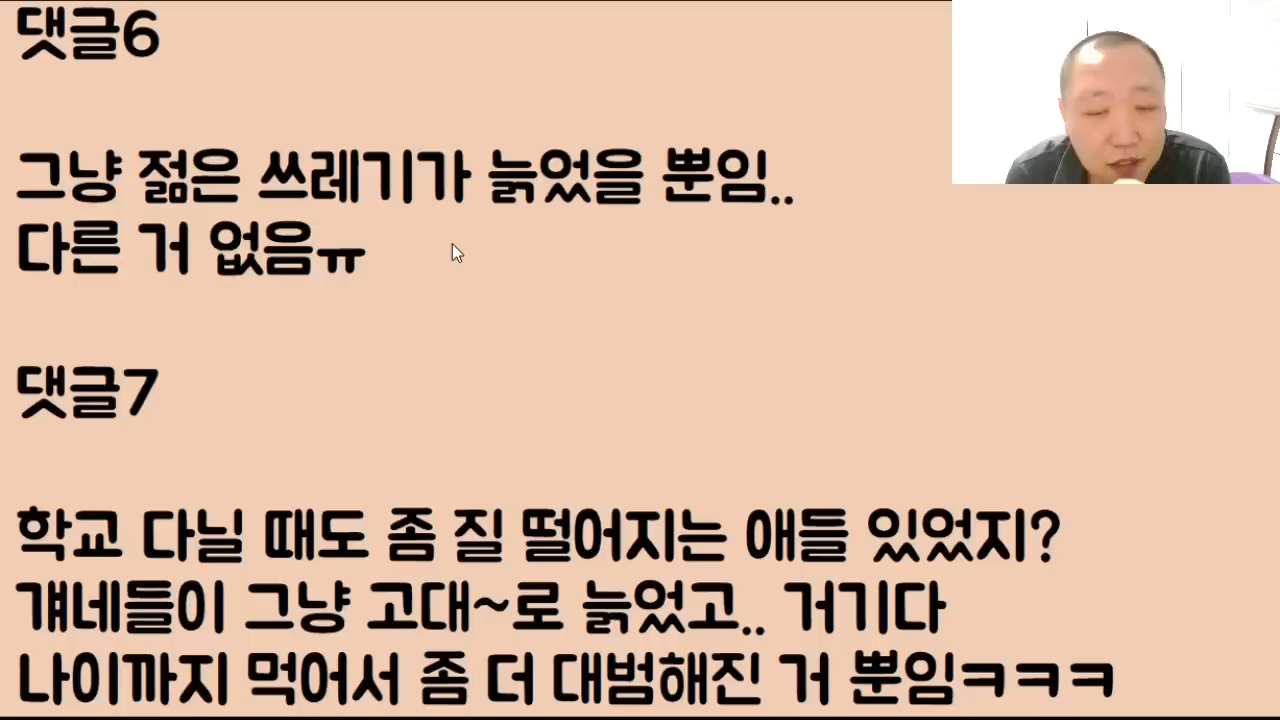 댓글6
그냥 젊은 쓰레기가 늙었을 뿐임..
다른 거 없음ㅠ
댓글7
학교 다닐 때도 좀 질 떨어지는 애들 있었지?
걔네들이 그냥 고대~로 늙었고.. 거기다
나이까지 먹어서 좀 더 대범해진 거 뿐임ㅋㅋㅋ